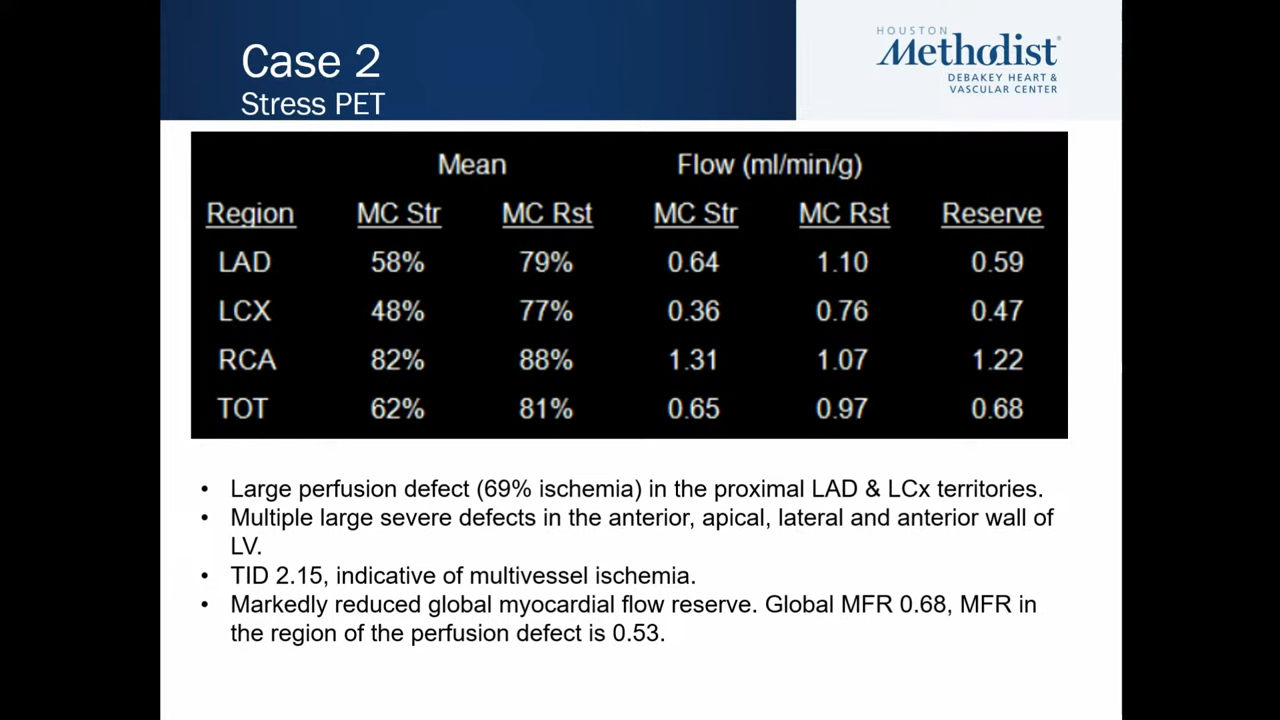 Case 2
Stress PET
HOUSTON
Methodist®
DEBAKEY HEART &
VASCULAR CENTER
Mean Flow (ml/min/g)
Region MC Str MC Rst MC Str MC Rst Reserve
LAD 58% 79% 0.64 1.10 0.59
LCX 48% 77% 0.36 0.76 0.47
RCA 82% 88% 1.31 1.07 1.22
TOT 62% 81% 0.65 0.97 0.68
• Large perfusion defect (69% ischemia) in the proximal LAD & LCx territories.
• Multiple large severe defects in the anterior, apical, lateral and anterior wall of
LV.
• TID 2.15, indicative of multivessel ischemia.
• Markedly reduced global myocardial flow reserve. Global MFR 0.68, MFR in
the region of the perfusion defect is 0.53.